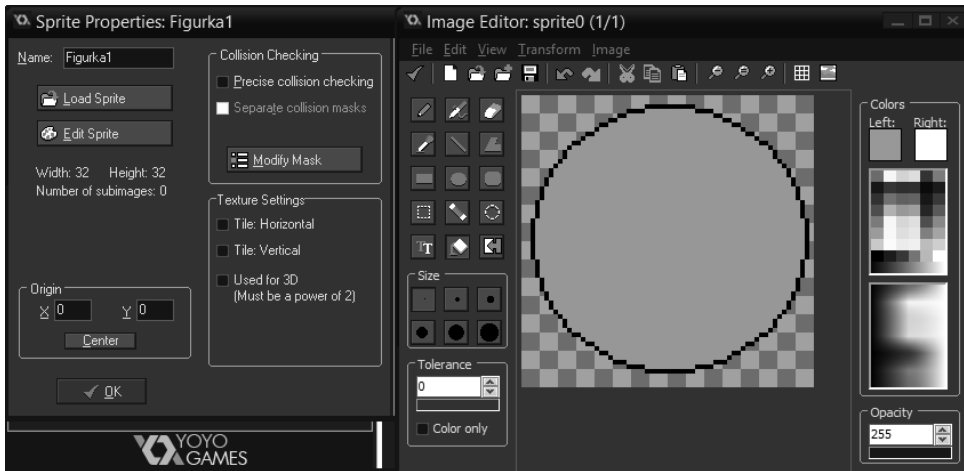 Sprite Properties: Figurka1
Name: Figurka1
Load Sprite
Edit Sprite
Width: 32 Height: 32
Number of subimages: 0
Collision Checking
Precise collision checking
Separate collision masks
Modify Mask
Texture Settings:
Tile: Horizontal
Tile: Vertical
Used for 3D
(Must be a power of 2)
Origin
X 0 Y 0
Center
OK
YOYO
GAMES
Image Editor: sprite0 (1/1)
File Edit View Transform Image
TT
Size
Tolerance
0
Color only
Colors
Left: Right:
Opacity
255